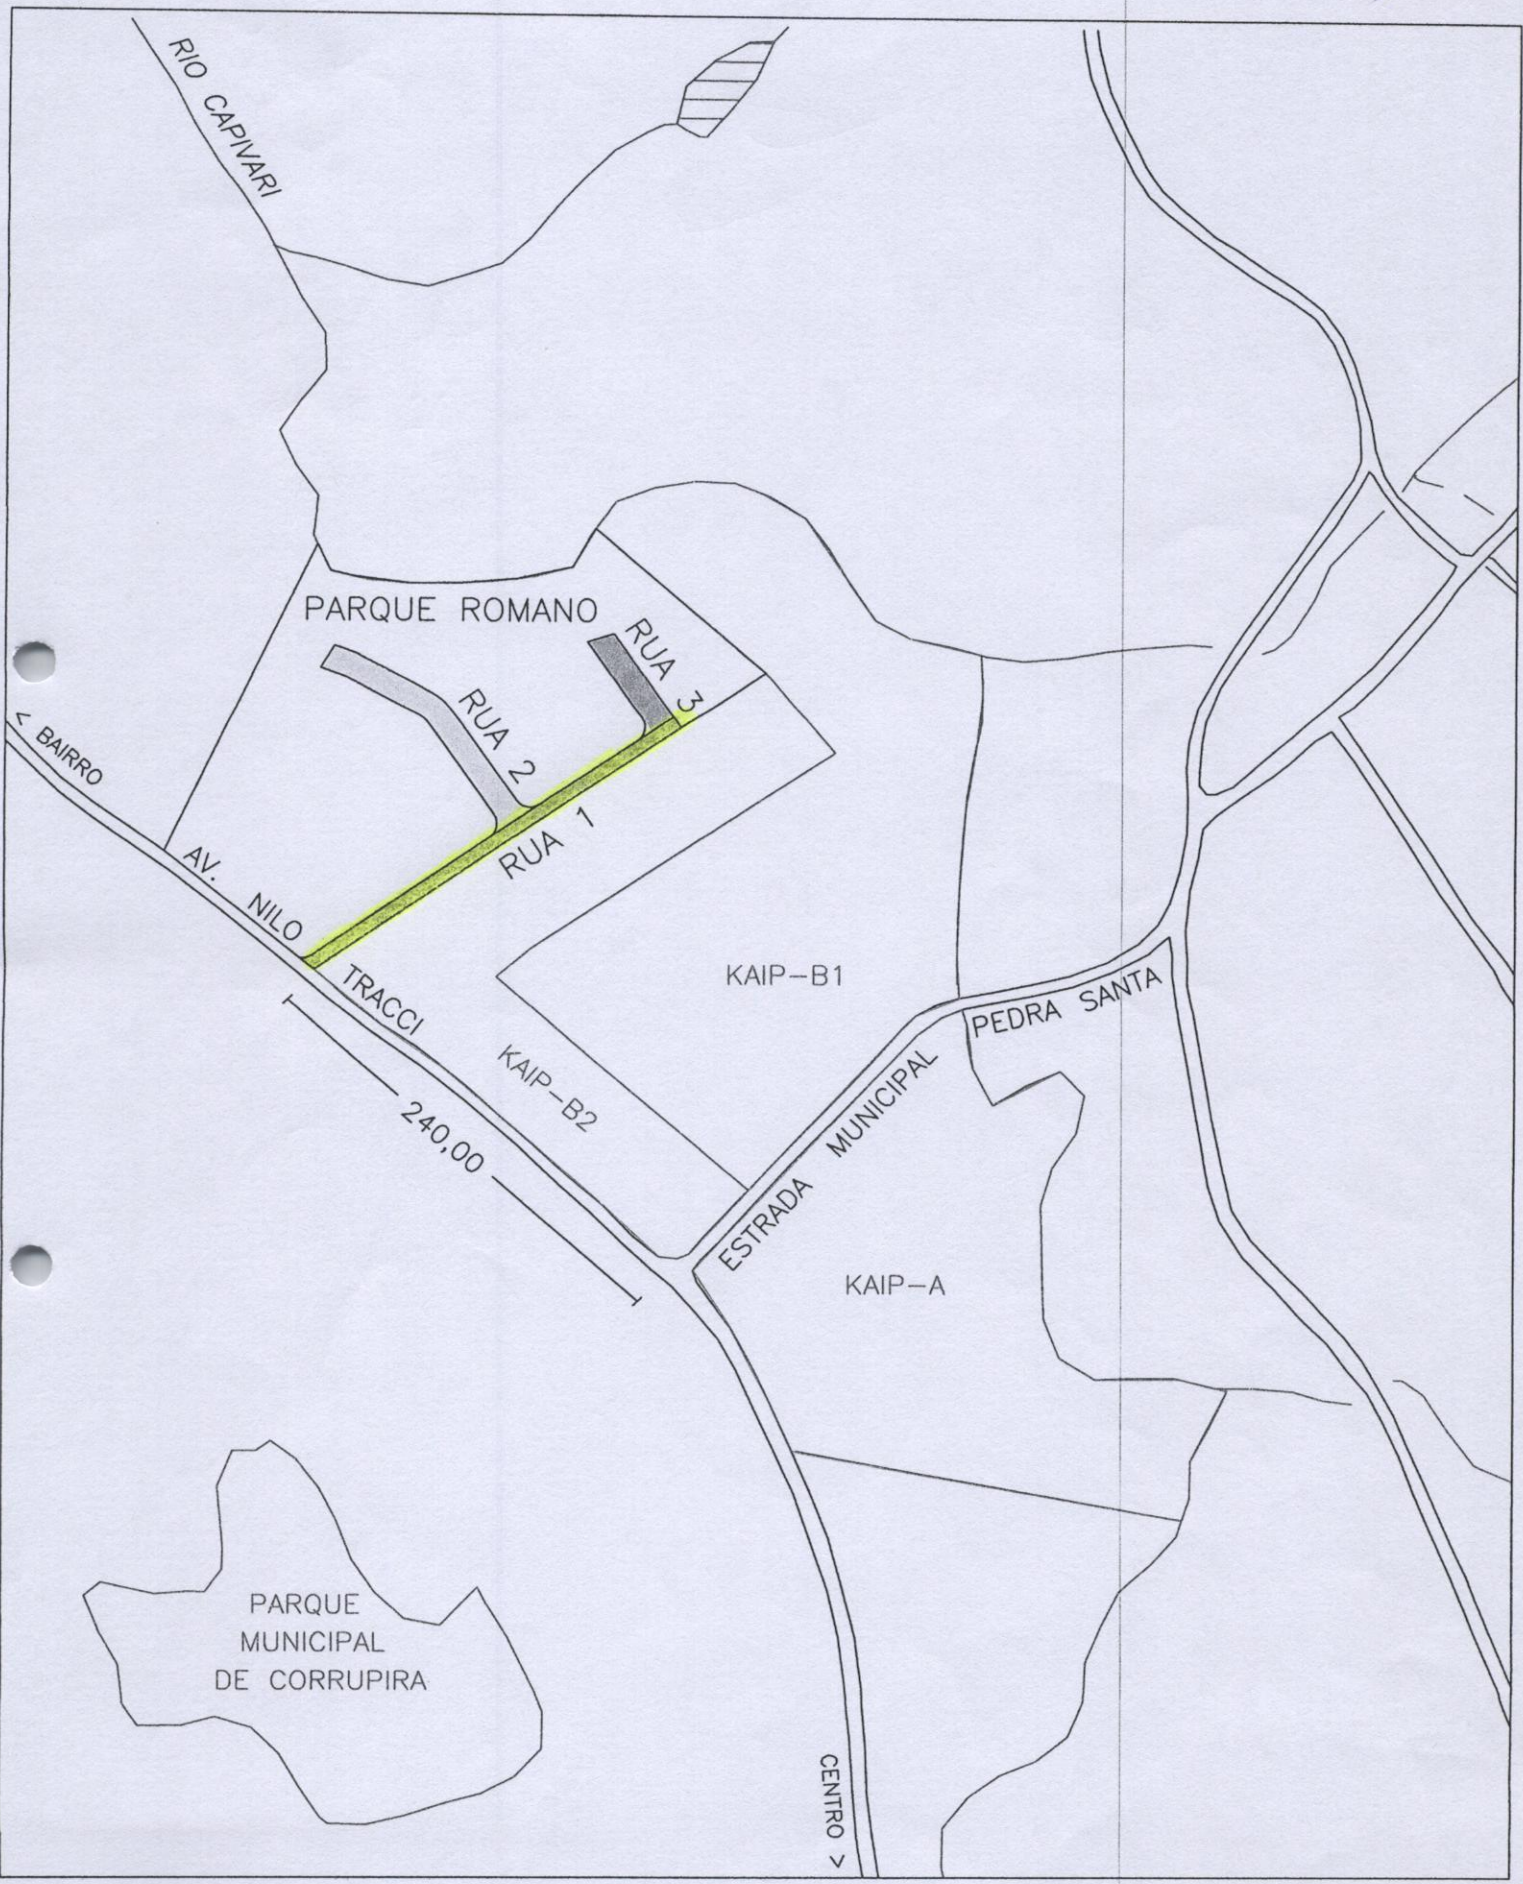 RIO CAPIVARI
PARQUE ROMANO
RUA 3
RUA 2
RUA 1
< BAIRRO
AV. NILO TRACCI
240,00
KAIP-B1
KAIP-B2
ESTRADA MUNICIPAL PEDRA SANTA
KAIP-A
PARQUE
MUNICIPAL
DE CORRUPIRA
CENTRO >